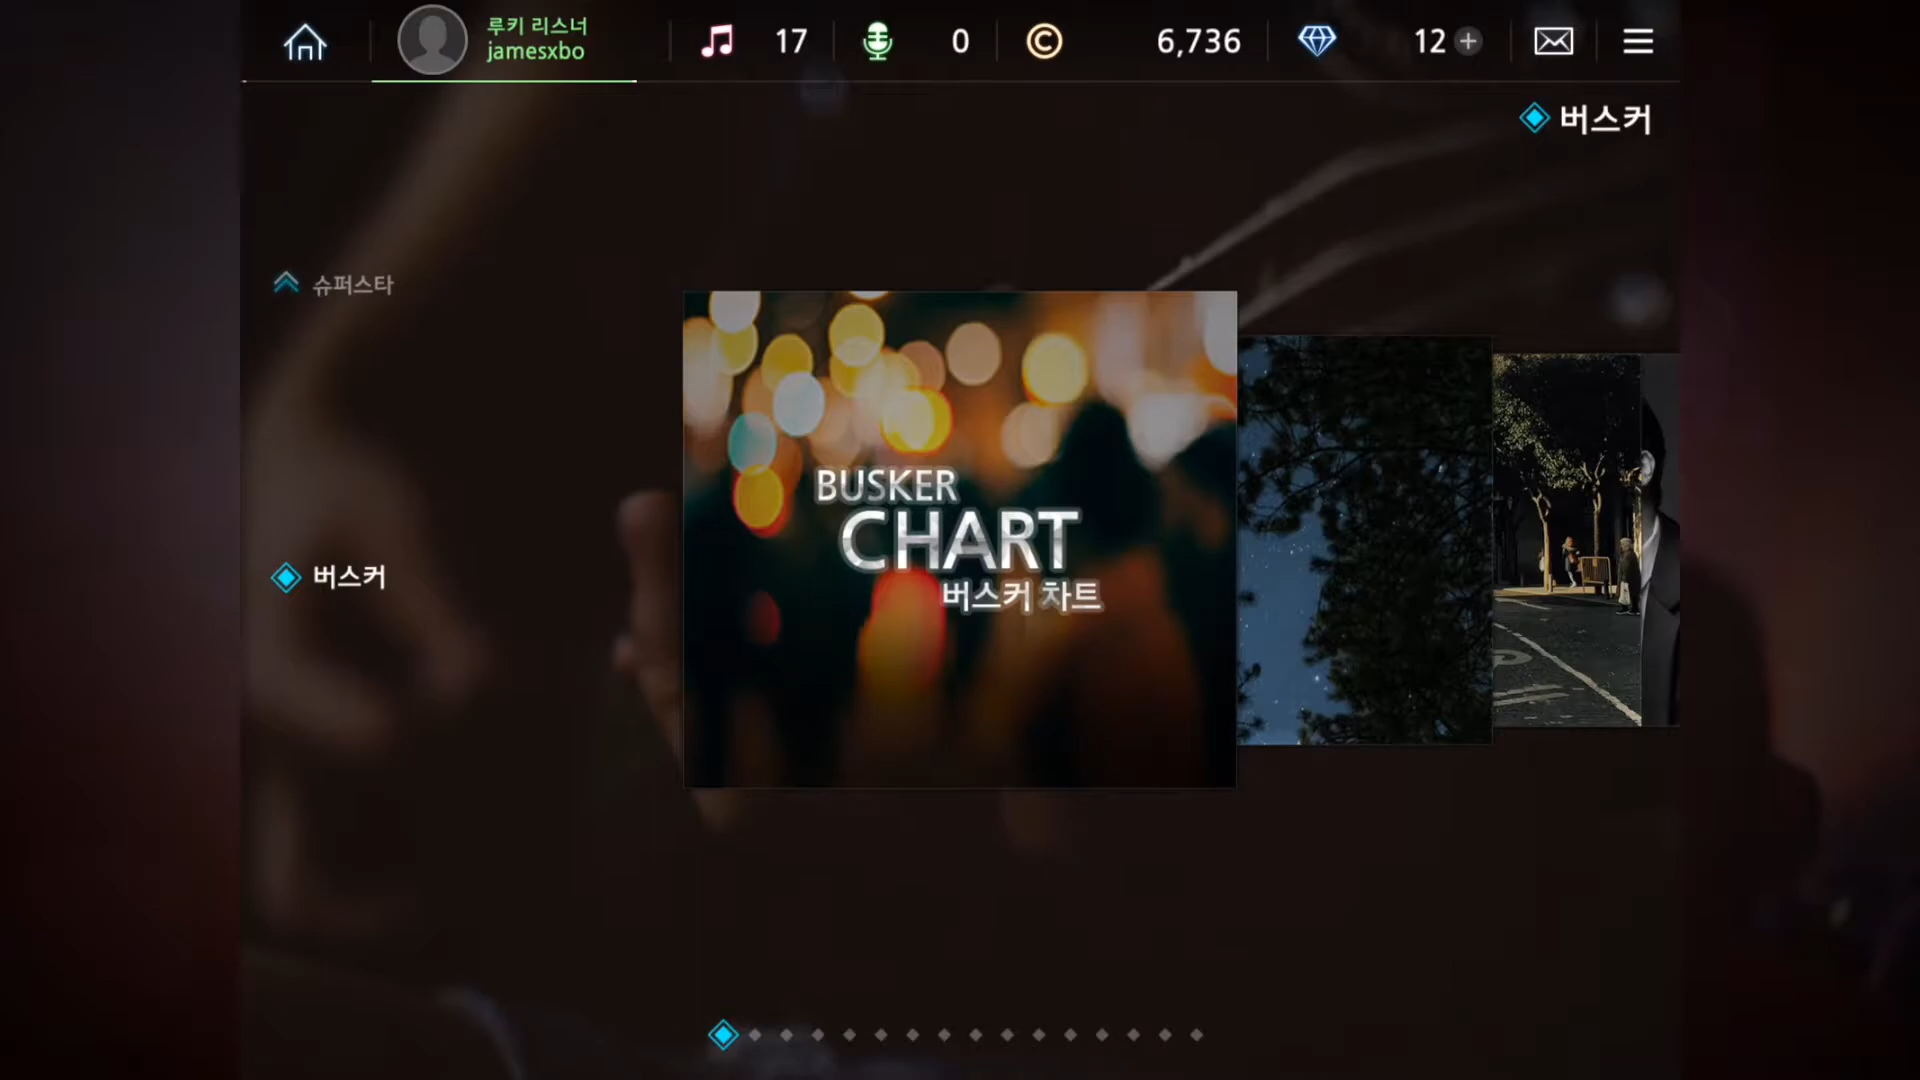 루키 리스너
jamesxbo
17
0
6,736
12
버스커
슈퍼스타
버스커
BUSKER
CHART
버스커 차트